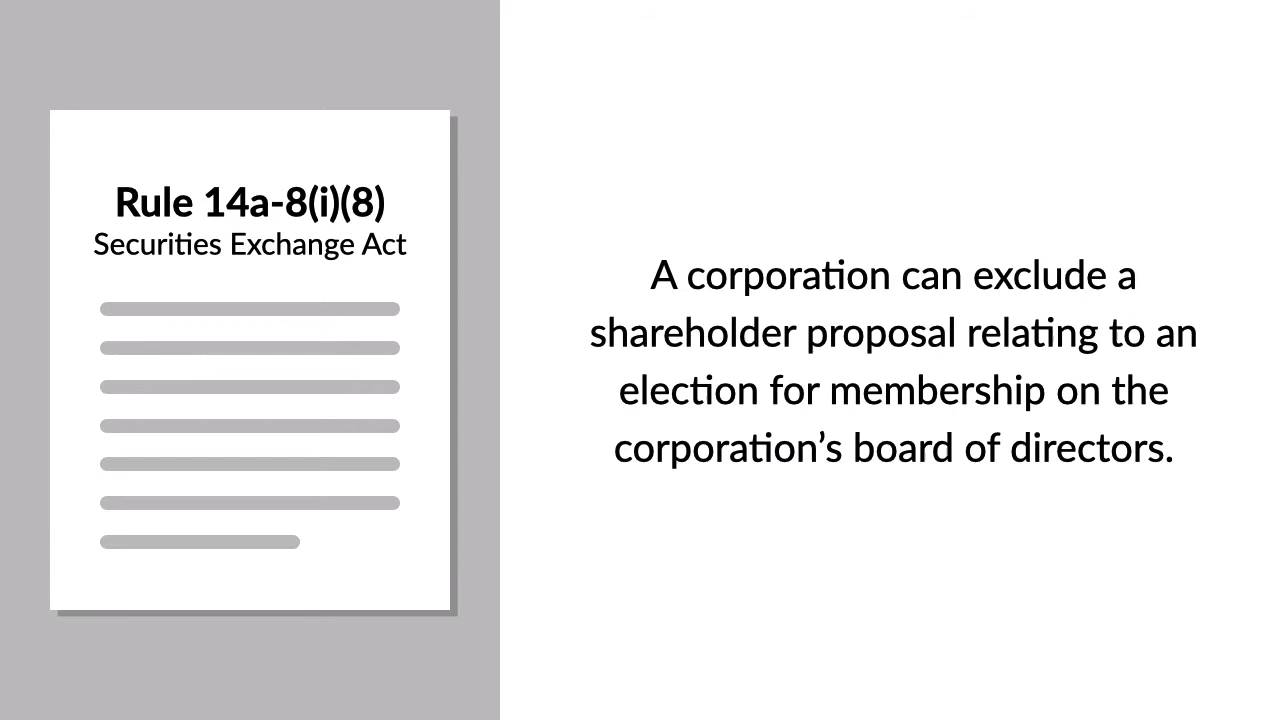 Rule 14a-8(i)(8)
Securities Exchange Act
A corporation can exclude a
shareholder proposal relating to an
election for membership on the
corporation’s board of directors.